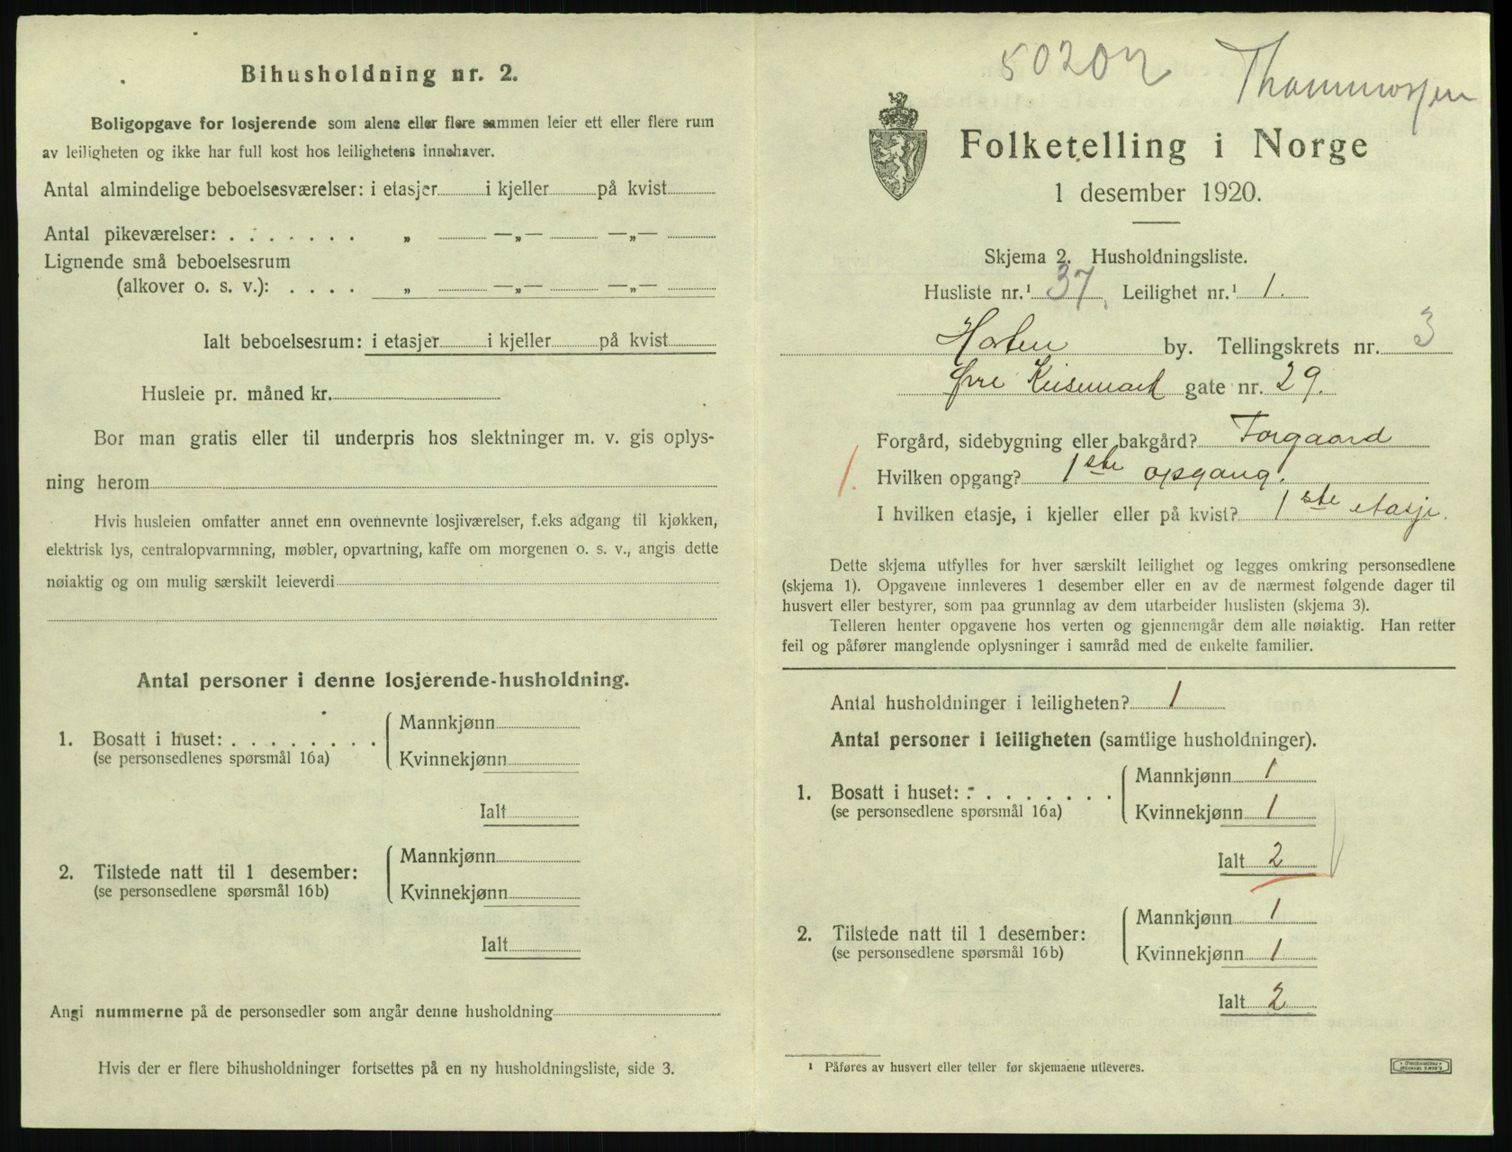 Bihusholdning nr. 2.
Boligopgave for losjerende som alene eller flere sammen leier ett eller flere rum
av leiligheten og ikke har full kost hos leilighetens innehaver.
Antal almindelige beboelsesværelser: i etasjer i kjeller på kvist
Antal pikeværelser: . . . . . . . „ —„— —„—
Lignende små beboelsesrum
(alkover o. s. v.): . . . . „ —„— —„—
Ialt beboelsesrum: i etasjer i kjeller på kvist
Husleie pr. måned kr.
Bor man gratis eller til underpris hos slektninger m. v. gis oplys-
ning herom
Hvis husleien omfatter annet enn ovennevnte losjiværelser, f.eks adgang til kjøkken,
elektrisk lys, centralopvarmning, møbler, opvartning, kaffe om morgenen o. s. v., angis dette
nøiaktig og om mulig særskilt leieverdi
Antal personer i denne losjerende-husholdning.
1. Bosatt i huset: . . . . . . . .
(se personsedlenes spørsmål 16a)
Mannkjønn
Kvinnekjønn
Ialt
2. Tilstede natt til 1 desember:
(se personsedlene spørsmål 16b)
Mannkjønn
Kvinnekjønn
Ialt
Angi nummerne på de personsedler som angår denne husholdning
Hvis der er flere bihusholdninger fortsettes på en ny husholdningsliste, side 3.
Folketelling i Norge
1 desember 1920.
Skjema 2. Husholdningsliste.
Husliste nr.¹ 37, Leilighet nr.¹ 1.
Horten by. Tellingskrets nr. 3
Øvre Keisemark gate nr. 29.
Forgård, sidebygning eller bakgård? Forgaard
1. Hvilken opgang? 1ste opgang.
I hvilken etasje, i kjeller eller på kvist? 1ste etasje.
Dette skjema utfylles for hver særskilt leilighet og legges omkring personsedlene
(skjema 1). Opgavene innleveres 1 desember eller en av de nærmest følgende dager til
husvert eller bestyrer, som paa grunnlag av dem utarbeider huslisten (skjema 3).
Telleren henter opgavene hos verten og gjennemgår dem alle nøiaktig. Han retter
feil og påfører manglende oplysninger i samråd med de enkelte familier.
Antal husholdninger i leiligheten? 1
Antal personer i leiligheten (samtlige husholdninger).
1. Bosatt i huset: . . . . . . . .
(se personsedlene spørsmål 16a)
Mannkjønn 1
Kvinnekjønn 1
Ialt 2
2. Tilstede natt til 1 desember:
(se personsedlene spørsmål 16b)
Mannkjønn 1
Kvinnekjønn 1
Ialt 2
¹ Påføres av husvert eller teller før skjemaene utleveres.